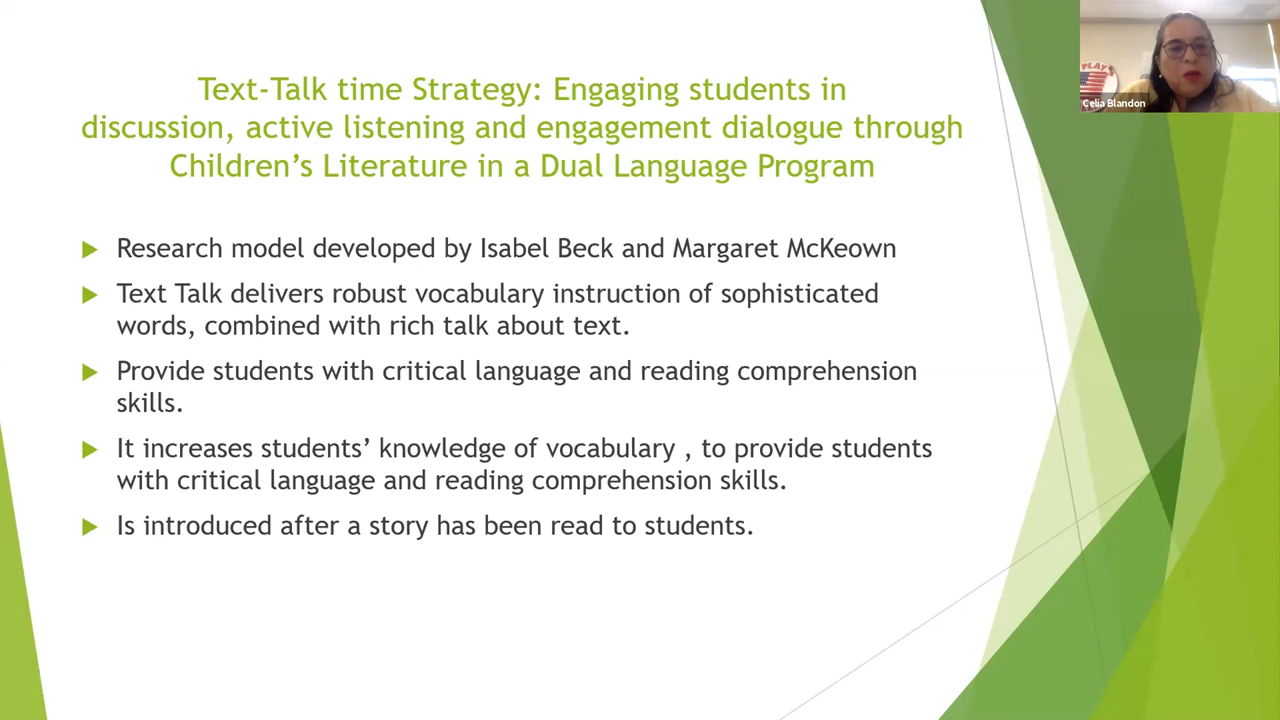 Text-Talk time Strategy: Engaging students in
discussion, active listening and engagement dialogue through
Children’s Literature in a Dual Language Program
Research model developed by Isabel Beck and Margaret McKeown
Text Talk delivers robust vocabulary instruction of sophisticated
words, combined with rich talk about text.
Provide students with critical language and reading comprehension
skills.
It increases students’ knowledge of vocabulary , to provide students
with critical language and reading comprehension skills.
Is introduced after a story has been read to students.
PLAY
Celia Blandon